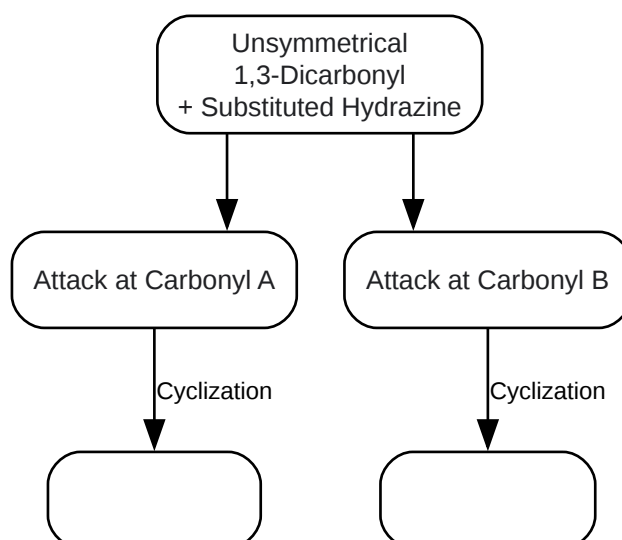 Unsymmetrical
1,3-Dicarbonyl
+ Substituted Hydrazine
Attack at Carbonyl A
Attack at Carbonyl B
Cyclization
Cyclization